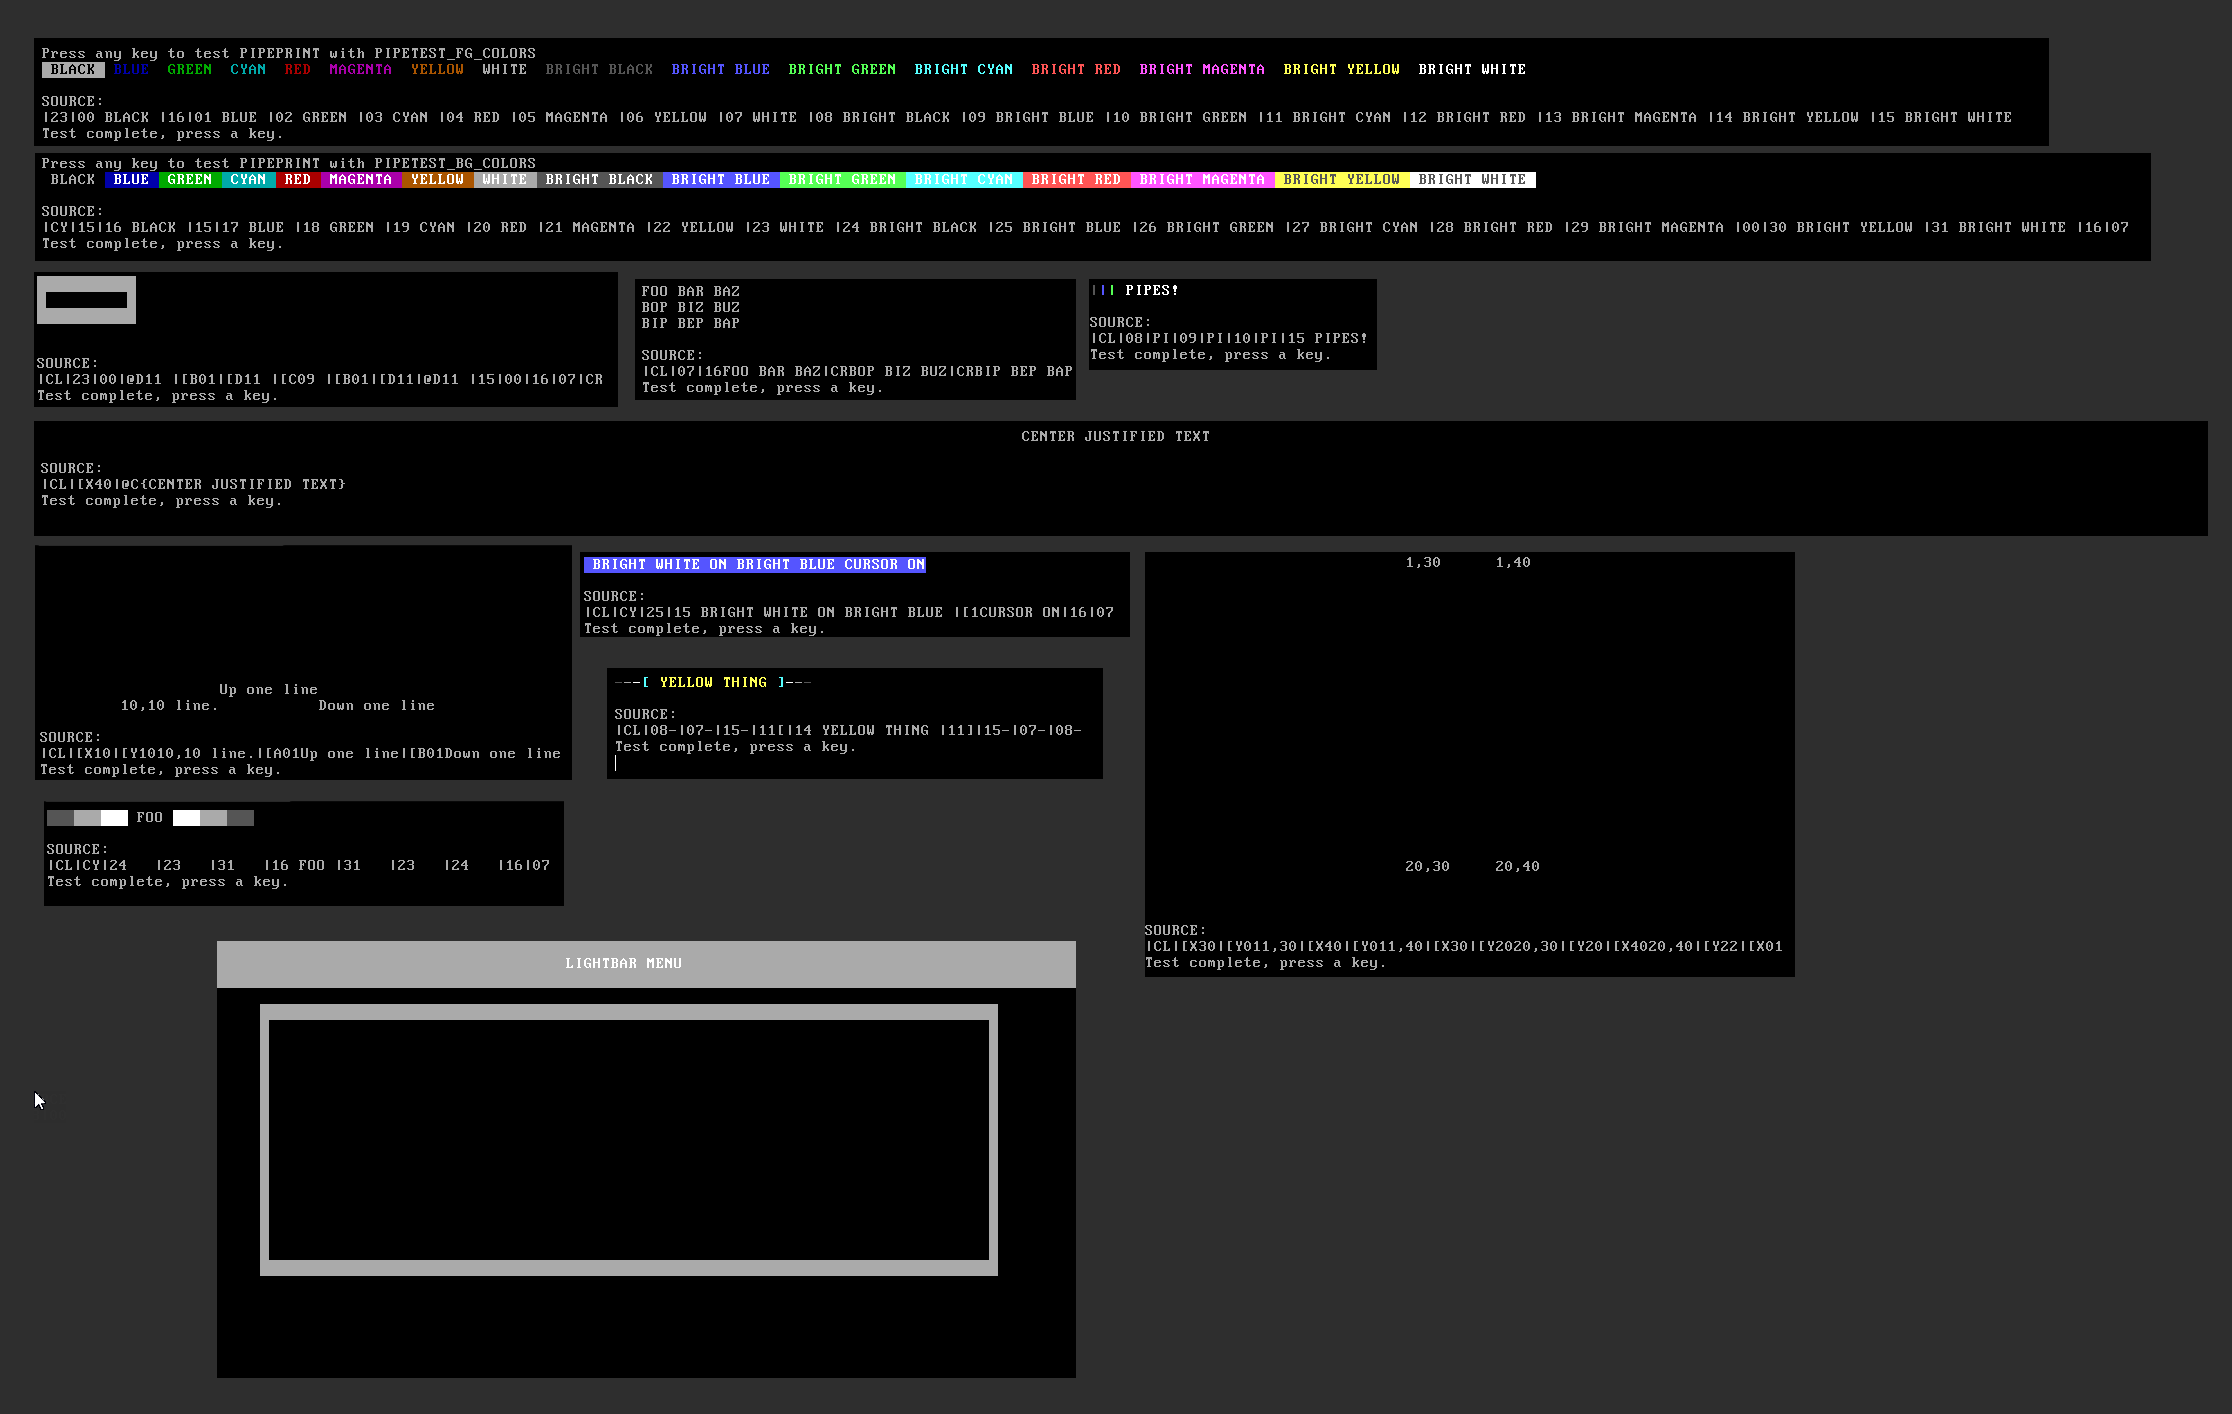 Press any key to test PIPEPRINT with PIPETEST_FG_COLORS
BLACK BLUE GREEN CYAN RED MAGENTA YELLOW WHITE BRIGHT BLACK BRIGHT BLUE BRIGHT GREEN BRIGHT CYAN BRIGHT RED BRIGHT MAGENTA BRIGHT YELLOW BRIGHT WHITE
SOURCE:
|23|00 BLACK |16|01 BLUE |02 GREEN |03 CYAN |04 RED |05 MAGENTA |06 YELLOW |07 WHITE |08 BRIGHT BLACK |09 BRIGHT BLUE |10 BRIGHT GREEN |11 BRIGHT CYAN |12 BRIGHT RED |13 BRIGHT MAGENTA |14 BRIGHT YELLOW |15 BRIGHT WHITE
Test complete, press a key.
Press any key to test PIPEPRINT with PIPETEST_BG_COLORS
BLACK BLUE GREEN CYAN RED MAGENTA YELLOW WHITE BRIGHT BLACK BRIGHT BLUE BRIGHT GREEN BRIGHT CYAN BRIGHT RED BRIGHT MAGENTA BRIGHT YELLOW BRIGHT WHITE
SOURCE:
|CY|15|16 BLACK |15|17 BLUE |18 GREEN |19 CYAN |20 RED |21 MAGENTA |22 YELLOW |23 WHITE |24 BRIGHT BLACK |25 BRIGHT BLUE |26 BRIGHT GREEN |27 BRIGHT CYAN |28 BRIGHT RED |29 BRIGHT MAGENTA |00|30 BRIGHT YELLOW |31 BRIGHT WHITE |16|07
Test complete, press a key.
SOURCE:
|CL|23|00|@D11 |[B01|[D11 |[C09 |[B01|[D11|@D11 |15|00|16|07|CR
Test complete, press a key.
FOO BAR BAZ
BOP BIZ BUZ
BIP BEP BAP
SOURCE:
|CL|07|16FOO BAR BAZ|CRBOP BIZ BUZ|CRBIP BEP BAP
Test complete, press a key.
||| PIPES!
SOURCE:
|CL|08|PI|09|PI|10|PI|15 PIPES!
Test complete, press a key.
CENTER JUSTIFIED TEXT
SOURCE:
|CL|[X40|@C{CENTER JUSTIFIED TEXT}
Test complete, press a key.
Up one line
10,10 line. Down one line
SOURCE:
|CL|[X10|[Y1010,10 line.|[A01Up one line|[B01Down one line
Test complete, press a key.
BRIGHT WHITE ON BRIGHT BLUE CURSOR ON
SOURCE:
|CL|CY|25|15 BRIGHT WHITE ON BRIGHT BLUE |[1CURSOR ON|16|07
Test complete, press a key.
---[ YELLOW THING ]---
SOURCE:
|CL|08-|07-|15-|11[|14 YELLOW THING |11]|15-|07-|08-
Test complete, press a key.
1,30 1,40
20,30 20,40
SOURCE:
|CL|[X30|[Y011,30|[X40|[Y011,40|[X30|[Y2020,30|[Y20|[X4020,40|[Y22|[X01
Test complete, press a key.
FOO
SOURCE:
|CL|CY|24 |23 |31 |16 FOO |31 |23 |24 |16|07
Test complete, press a key.
LIGHTBAR MENU